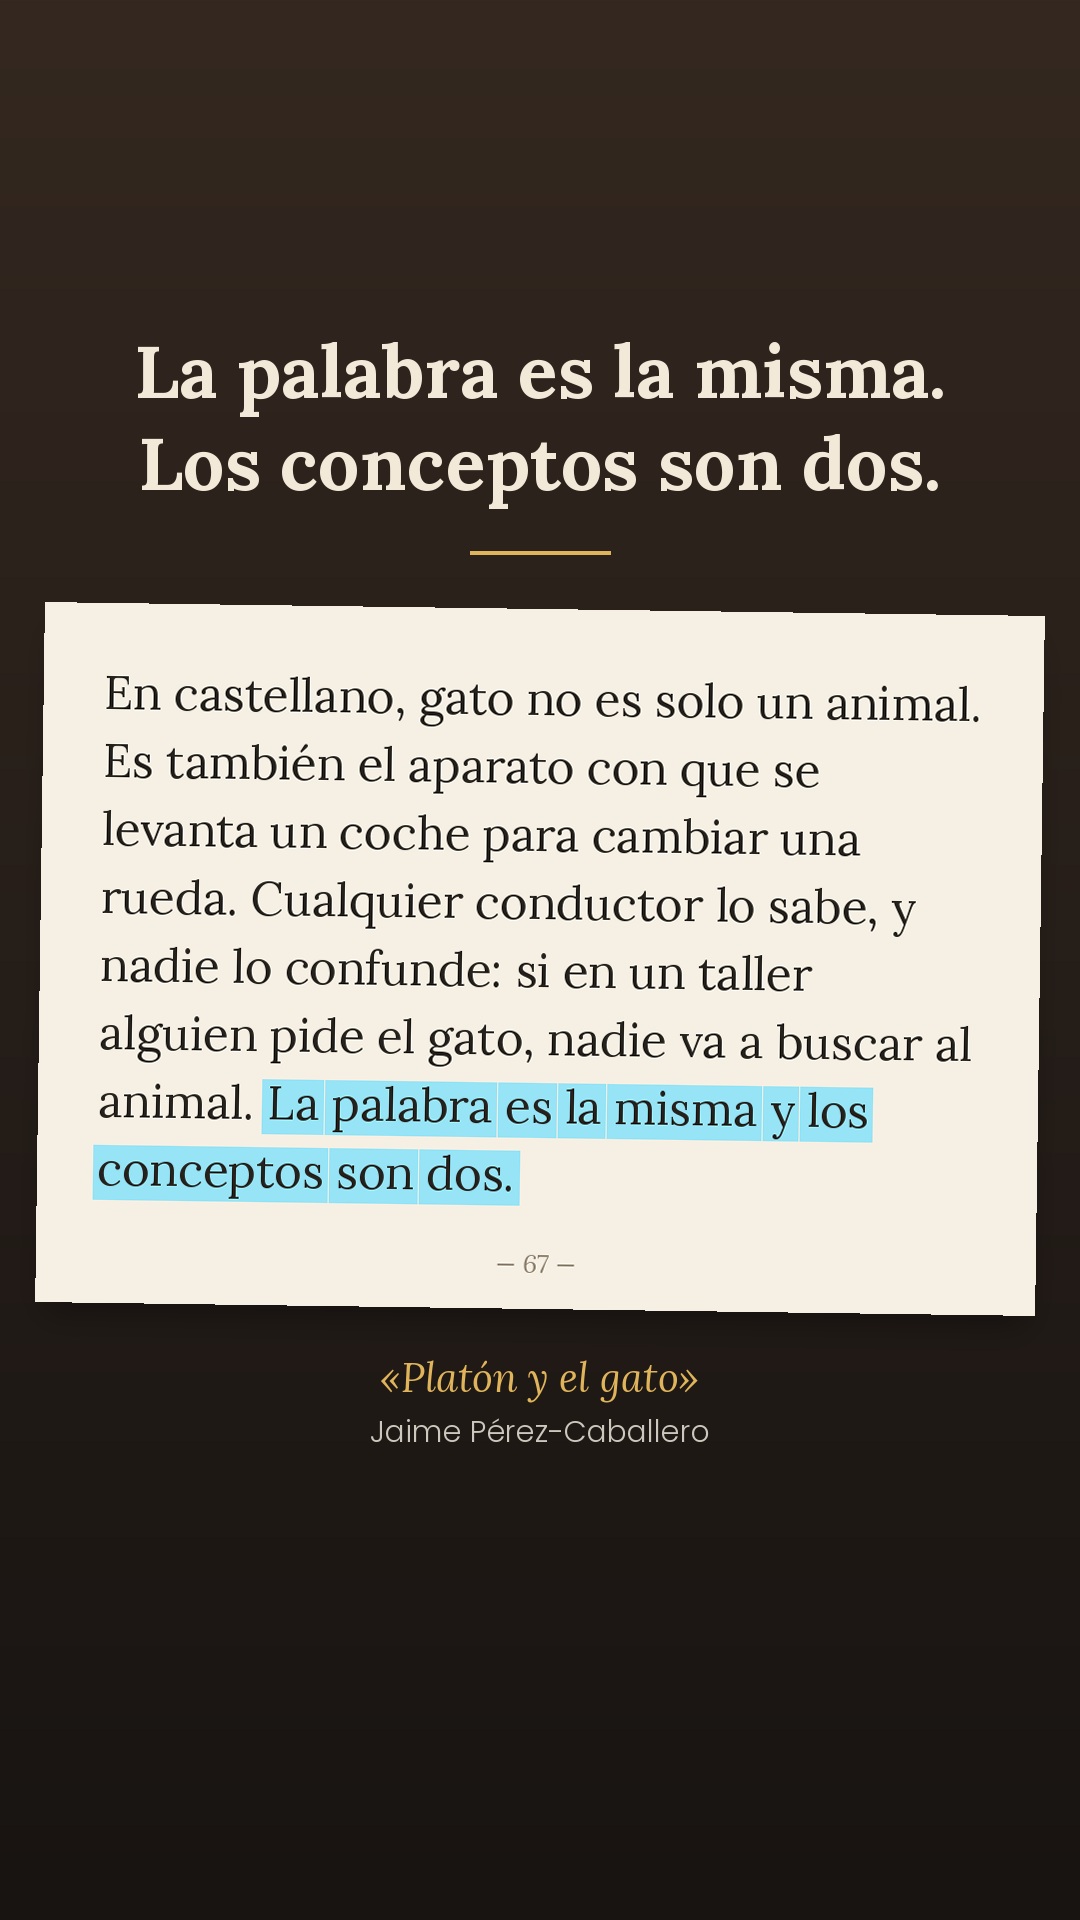 La palabra es la misma.
Los conceptos son dos.
En castellano, gato no es solo un animal.
Es también el aparato con que se
levanta un coche para cambiar una
rueda. Cualquier conductor lo sabe, y
nadie lo confunde: si en un taller
alguien pide el gato, nadie va a buscar al
animal. La palabra es la misma y los
conceptos son dos.
— 67 —
«Platón y el gato»
Jaime Pérez-Caballero